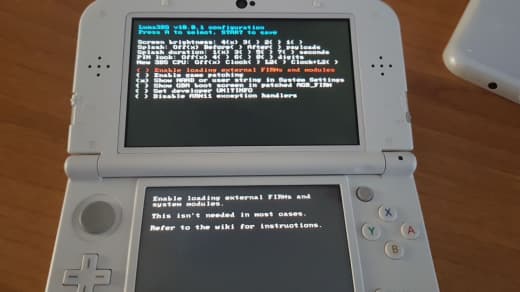 Luma3DS v10.0.1 configuration
Press A to select, START to save
Screen brightness: 4(x) 3( ) 2( ) 1( )
Splash: Off(x) Before( ) After( ) payloads
Splash duration: 1(x) 3( ) 5( ) 7( ) seconds
PIN lock: Off(x) 4( ) 6( ) 8( ) digits
New 3DS CPU: Off(x) Clock( ) L2( ) Clock+L2( )
( ) Enable loading external FIRMs and modules
( ) Enable game patching
(x) Show NAND or user string in System Settings
( ) Show GBA boot screen in patched AGB_FIRM
( ) Set developer UNITINFO
( ) Disable ARM11 exception handlers
Enable loading external FIRMs and
system modules.
This isn't needed in most cases.
Refer to the wiki for instructions.
X
Y
A
B